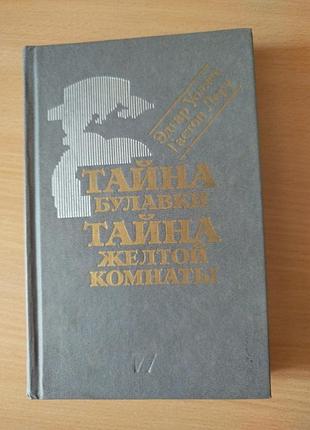 Эдгар Уоллес
Гастон Леру
ТАЙНА
БУЛАВКИ
ТАЙНА
ЖЕЛТОЙ
КОМНАТЫ